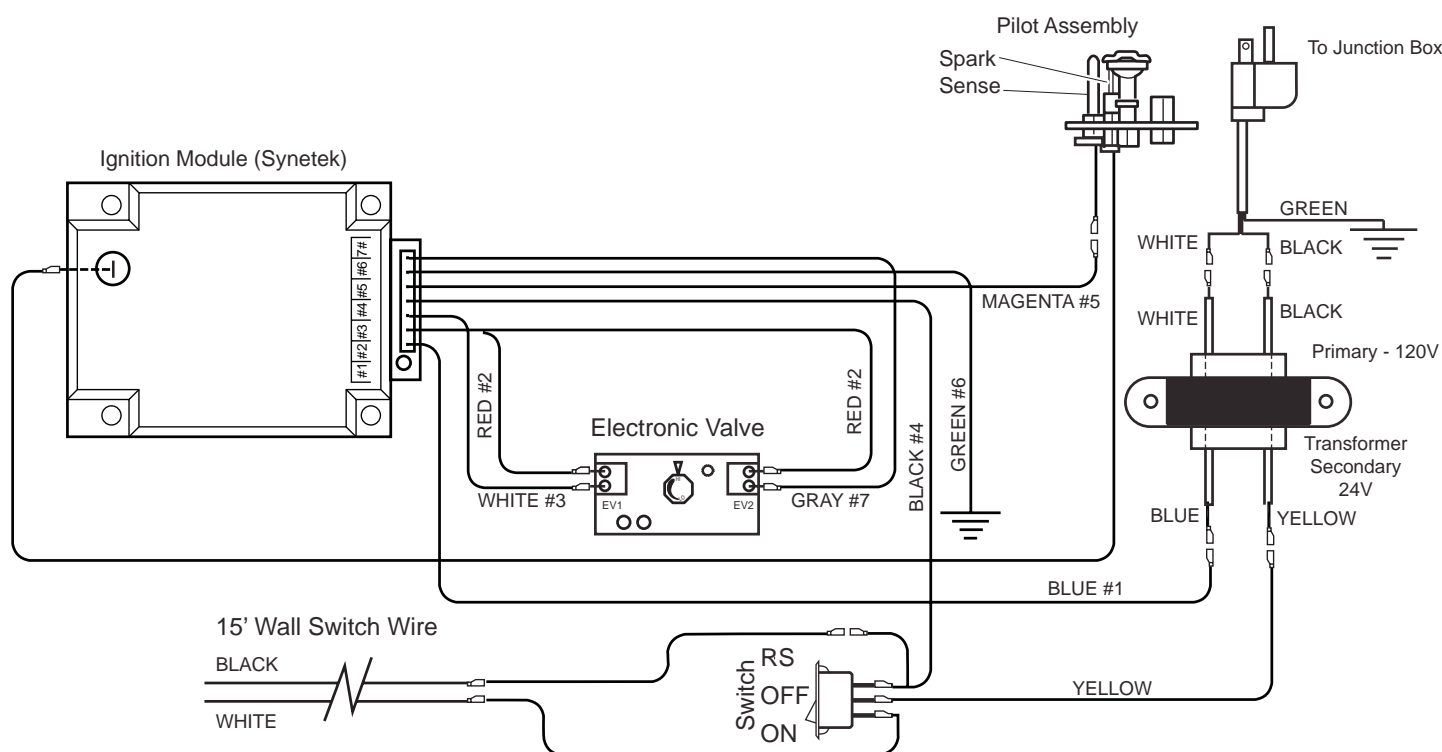 Pilot Assembly
Spark
Sense
To Junction Box
Ignition Module (Synetek)
GREEN
WHITE
BLACK
#1 #2 #3 #4 #5 #6 7#
MAGENTA #5
WHITE
BLACK
Primary - 120V
RED #2
RED #2
BLACK #4
GREEN #6
Electronic Valve
Transformer
Secondary
24V
WHITE #3
EV1
HI
LO
EV2
GRAY #7
BLUE
YELLOW
BLUE #1
15’ Wall Switch Wire
BLACK
WHITE
Switch
RS
OFF
ON
YELLOW